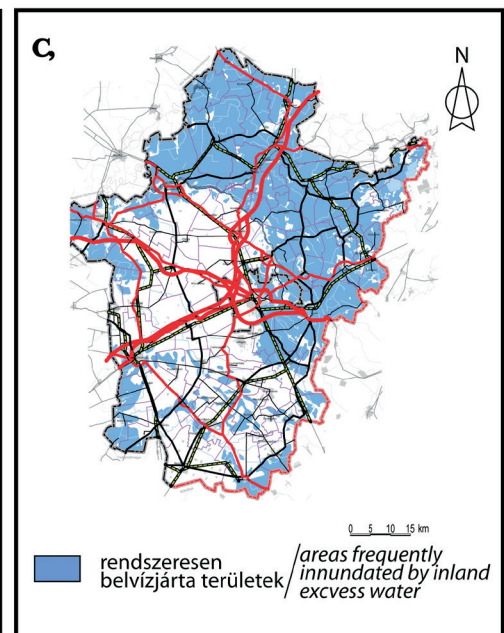 C,
N
0 5 10 15 km
rendszeresen
belvízjárta területek / areas frequently
innundated by inland
excvess water